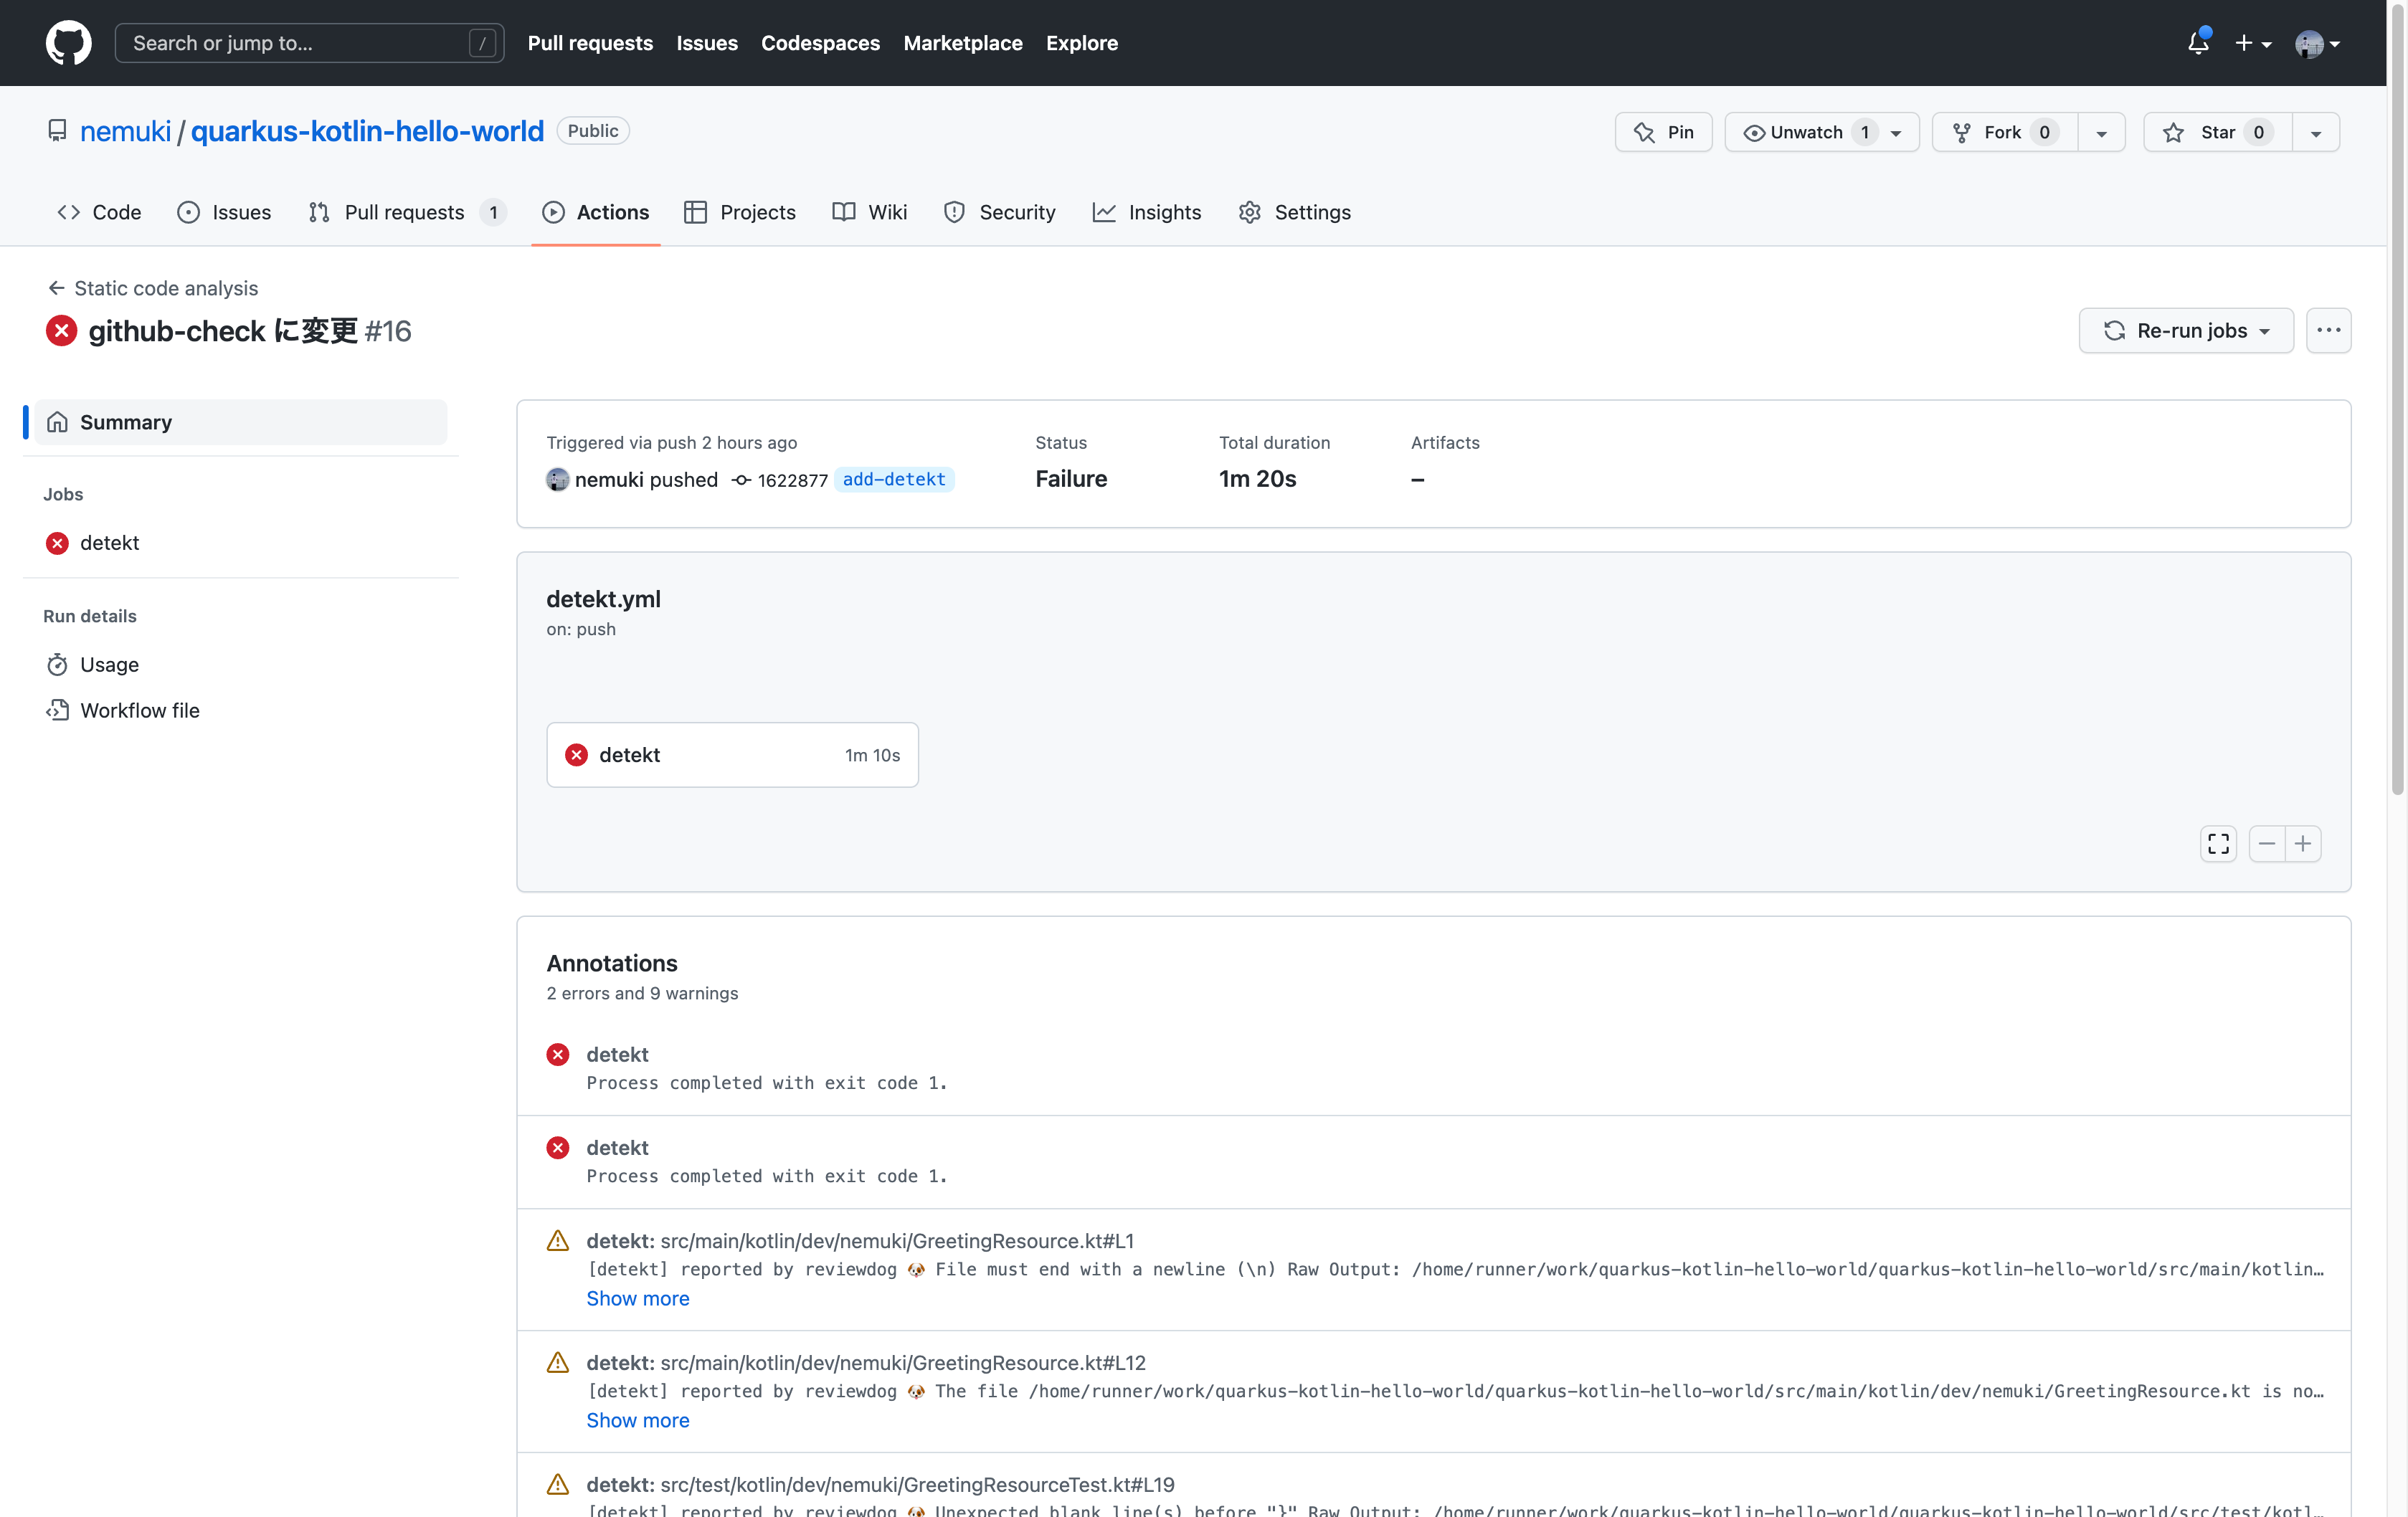 Search or jump to... /
Pull requests Issues Codespaces Marketplace Explore
nemuki / quarkus-kotlin-hello-world Public
Pin Unwatch 1 Fork 0 Star 0
Code Issues Pull requests 1 Actions Projects Wiki Security Insights Settings
Static code analysis
github-check に変更 #16
Re-run jobs
Summary
Jobs
detekt
Run details
Usage
Workflow file
Triggered via push 2 hours ago
nemuki pushed 1622877 add-detekt
Status
Failure
Total duration
1m 20s
Artifacts
–
detekt.yml
on: push
detekt 1m 10s
Annotations
2 errors and 9 warnings
detekt
Process completed with exit code 1.
detekt
Process completed with exit code 1.
detekt: src/main/kotlin/dev/nemuki/GreetingResource.kt#L1
[detekt] reported by reviewdog 🐶 File must end with a newline (\n) Raw Output: /home/runner/work/quarkus-kotlin-hello-world/quarkus-kotlin-hello-world/src/main/kotlin…
Show more
detekt: src/main/kotlin/dev/nemuki/GreetingResource.kt#L12
[detekt] reported by reviewdog 🐶 The file /home/runner/work/quarkus-kotlin-hello-world/quarkus-kotlin-hello-world/src/main/kotlin/dev/nemuki/GreetingResource.kt is no…
Show more
detekt: src/test/kotlin/dev/nemuki/GreetingResourceTest.kt#L19
[detekt] reported by reviewdog 🐶 Unexpected blank line(s) before "}" Raw Output: /home/runner/work/quarkus-kotlin-hello-world/quarkus-kotlin-hello-world/src/test/kotl…